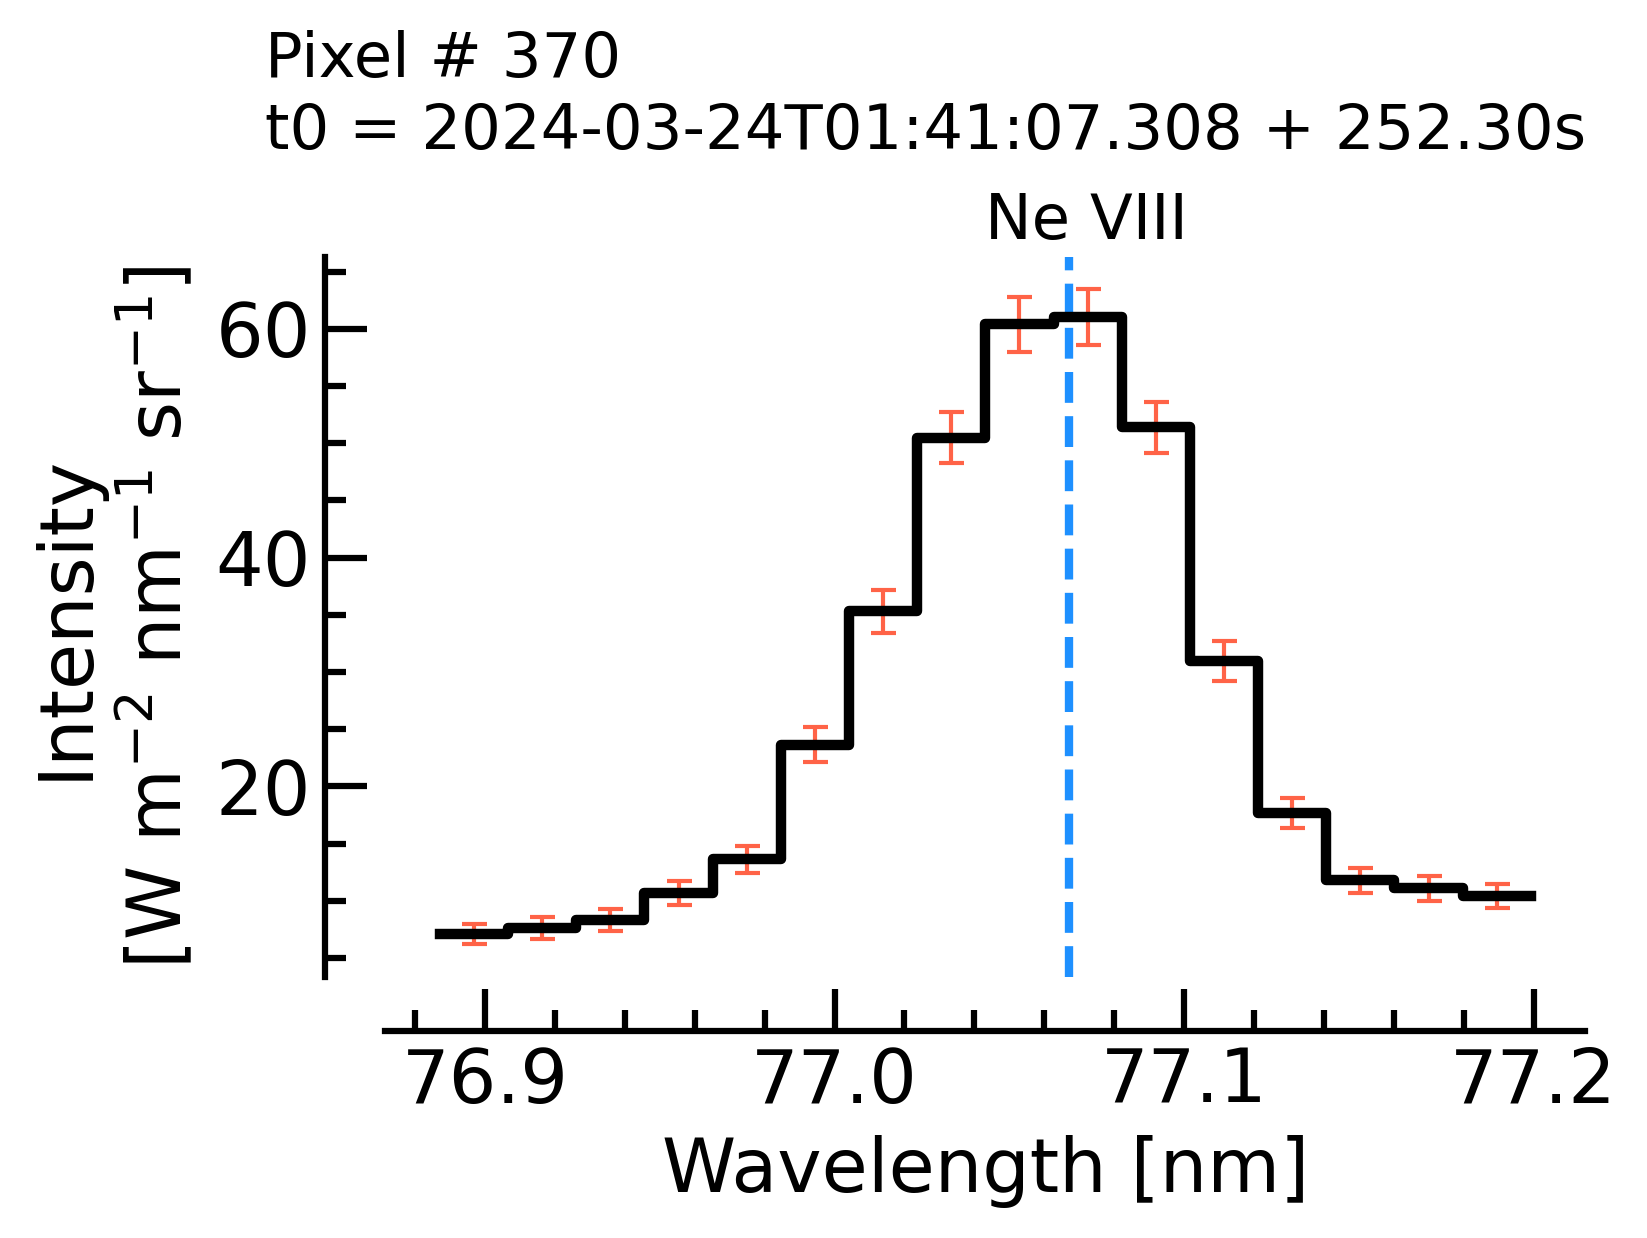 Pixel # 370
t0 = 2024-03-24T01:41:07.308 + 252.30s
Ne VIII
Intensity
[W m⁻² nm⁻¹ sr⁻¹]
60
40
20
76.9 77.0 77.1 77.2
Wavelength [nm]